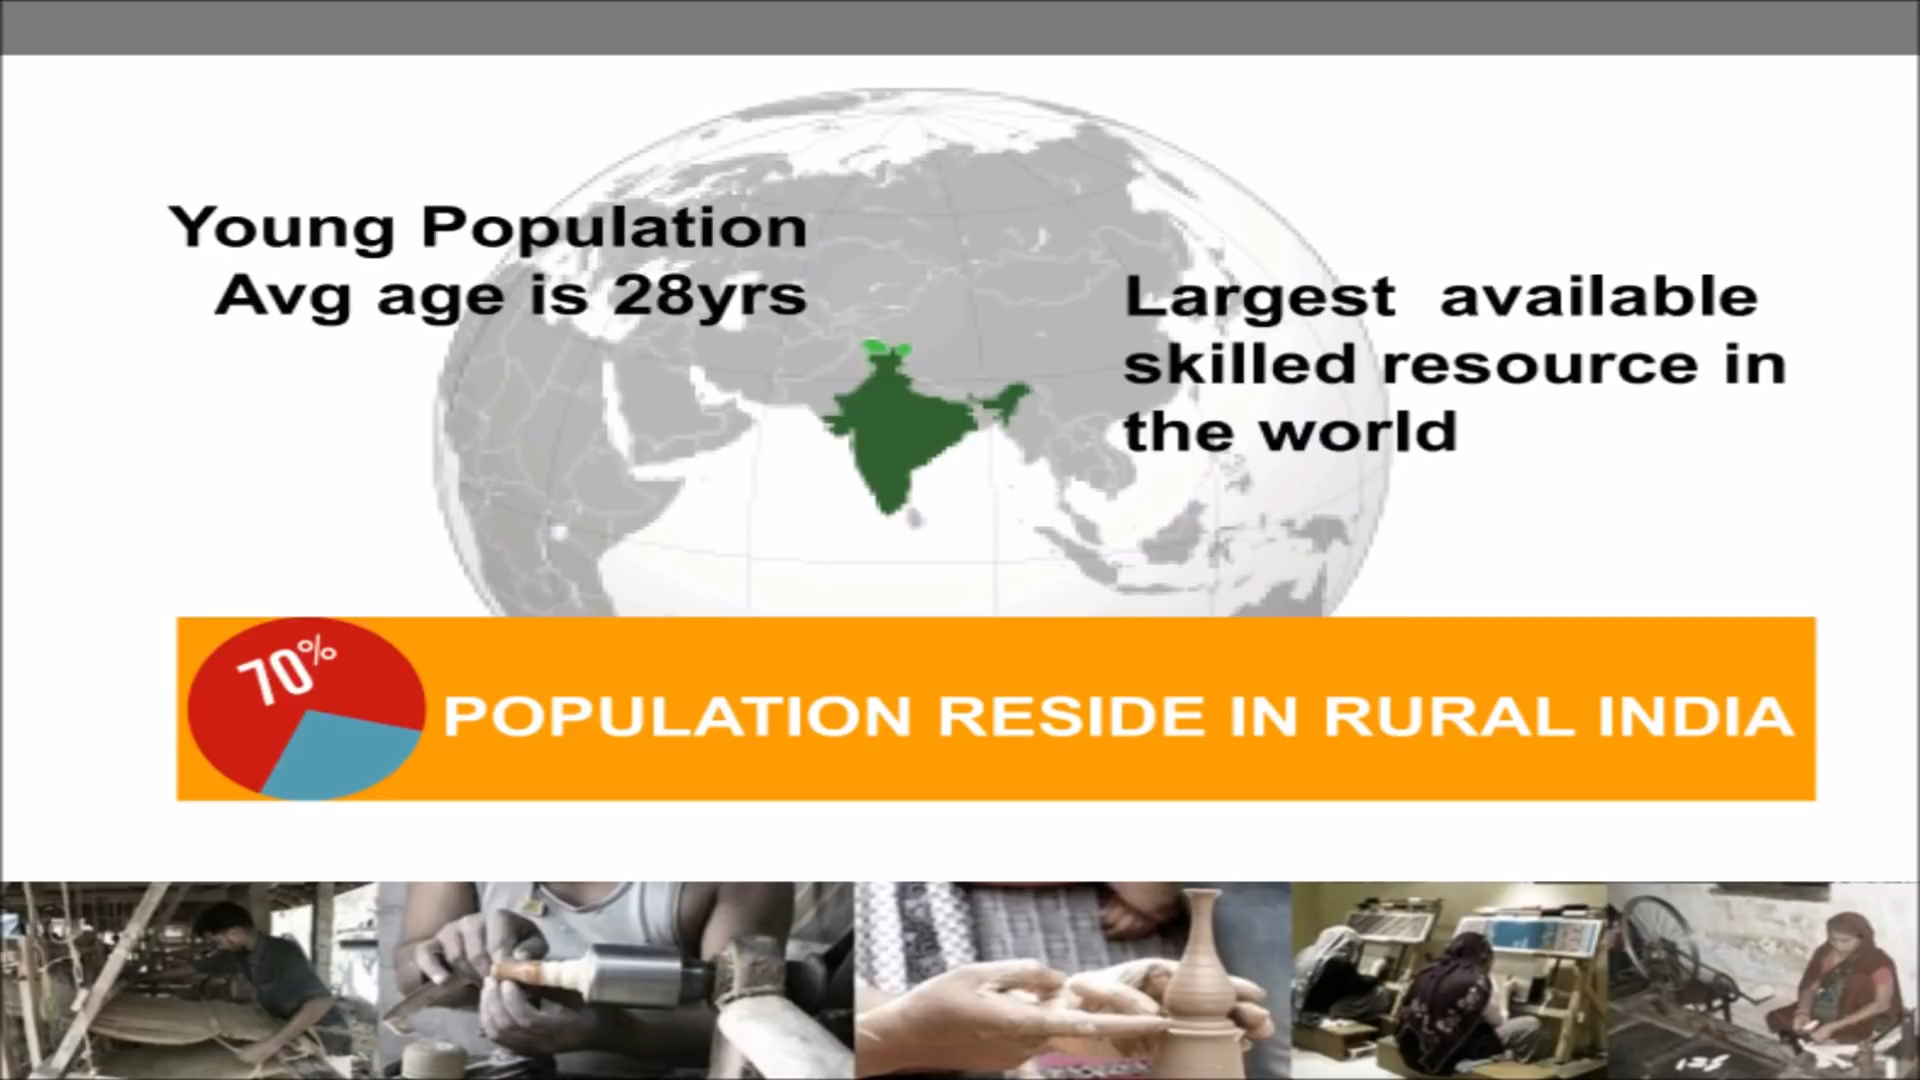 Young Population
Avg age is 28yrs
Largest available
skilled resource in
the world
70%
POPULATION RESIDE IN RURAL INDIA